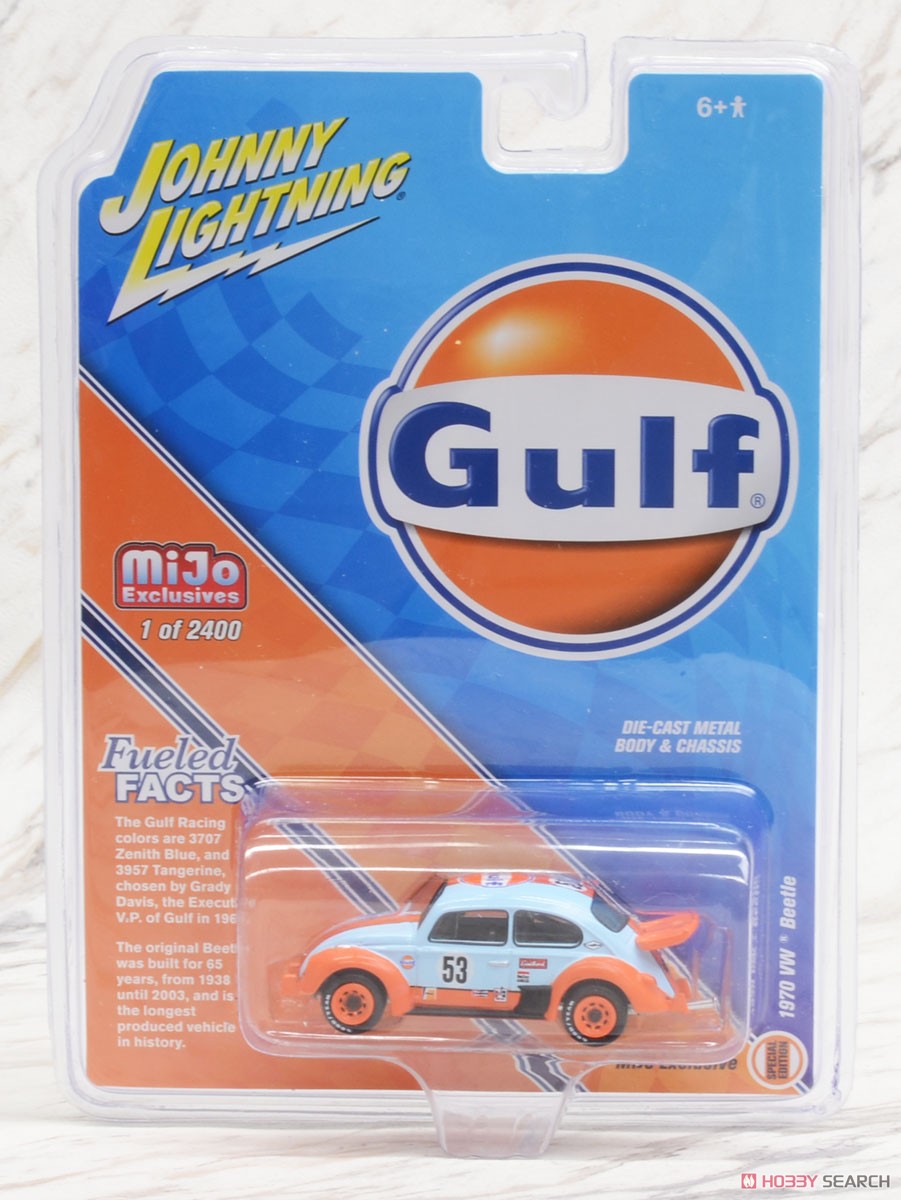 6+
JOHNNY
LIGHTNING®
Gulf®
MiJo
Exclusives
1 of 2400
DIE-CAST METAL
BODY & CHASSIS
Fueled
FACTS
The Gulf Racing
colors are 3707
Zenith Blue, and
3957 Tangerine,
chosen by Grady
Davis, the
V.P. of Gulf in
The original
was built for 65
years, from 1938
until 2003, and is
the longest
produced vehicle
in history.
53
1970 VW® Beetle
SPECIAL
EDITION
MiJo Exclusive
HOBBY SEARCH